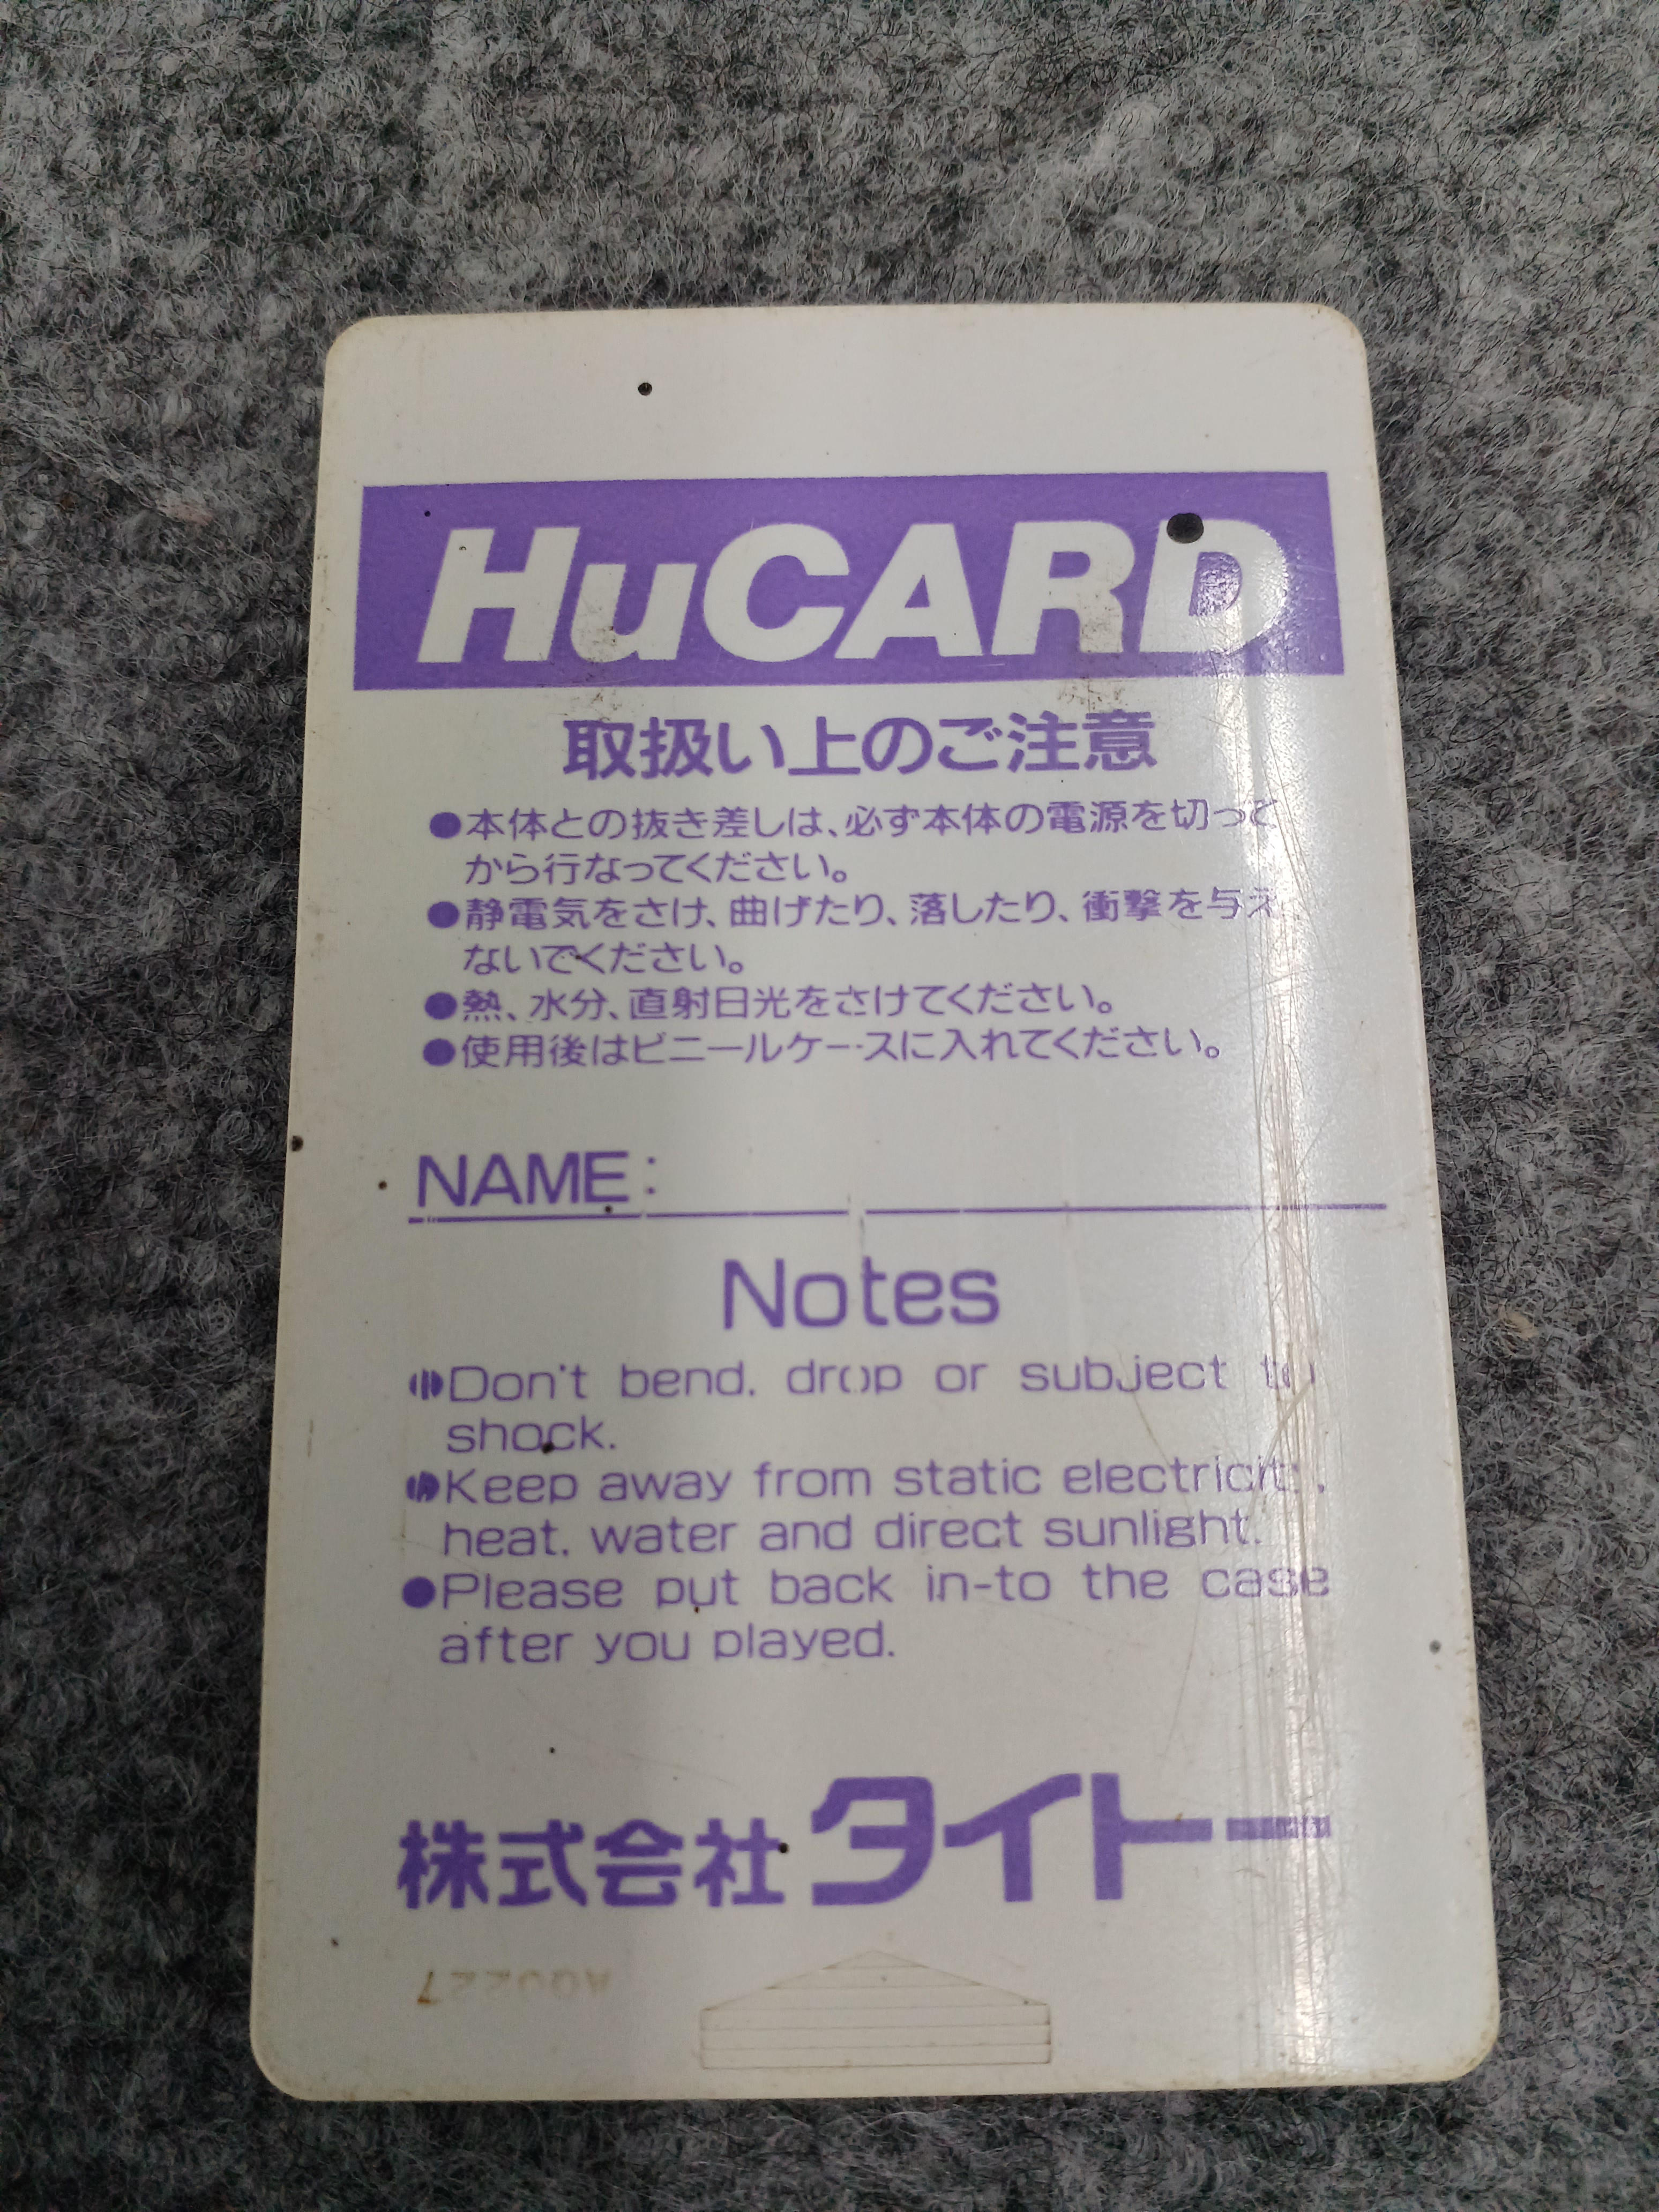 HuCARD
取扱い上のご注意
●本体との抜き差しは、必ず本体の電源を切って
から行なってください。
●静電気をさけ、曲げたり、落したり、衝撃を与え
ないでください。
●熱、水分、直射日光をさけてください。
●使用後はビニールケースに入れてください。
NAME:
Notes
●Don't bend, drop or subject to
shock.
●Keep away from static electricity,
heat, water and direct sunlight.
●Please put back in-to the case
after you played.
株式会社タイトー